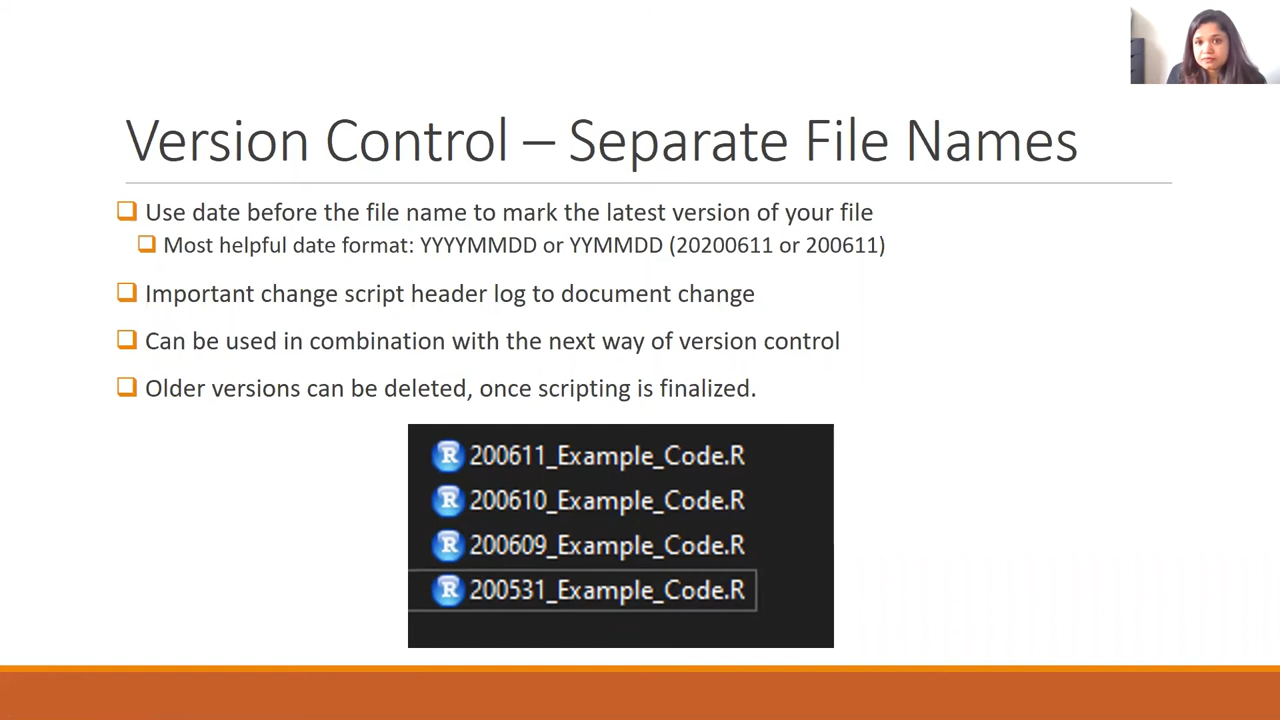 Version Control – Separate File Names
Use date before the file name to mark the latest version of your file
Most helpful date format: YYYYMMDD or YYMMDD (20200611 or 200611)
Important change script header log to document change
Can be used in combination with the next way of version control
Older versions can be deleted, once scripting is finalized.
R 200611_Example_Code.R
R 200610_Example_Code.R
R 200609_Example_Code.R
R 200531_Example_Code.R